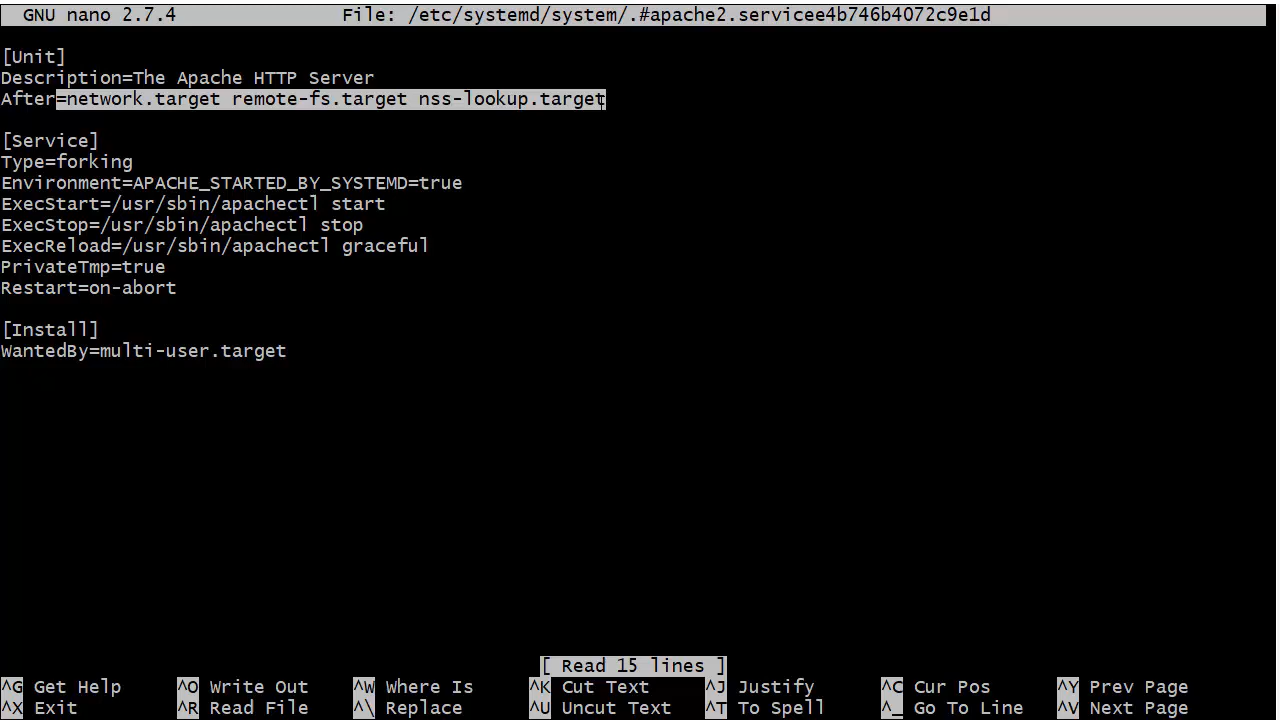 GNU nano 2.7.4 File: /etc/systemd/system/.#apache2.servicee4b746b4072c9e1d
[Unit]
Description=The Apache HTTP Server
After=network.target remote-fs.target nss-lookup.target
[Service]
Type=forking
Environment=APACHE_STARTED_BY_SYSTEMD=true
ExecStart=/usr/sbin/apachectl start
ExecStop=/usr/sbin/apachectl stop
ExecReload=/usr/sbin/apachectl graceful
PrivateTmp=true
Restart=on-abort
[Install]
WantedBy=multi-user.target
[ Read 15 lines ]
^G Get Help ^O Write Out ^W Where Is ^K Cut Text ^J Justify ^C Cur Pos ^Y Prev Page
^X Exit ^R Read File ^\ Replace ^U Uncut Text ^T To Spell ^_ Go To Line ^V Next Page